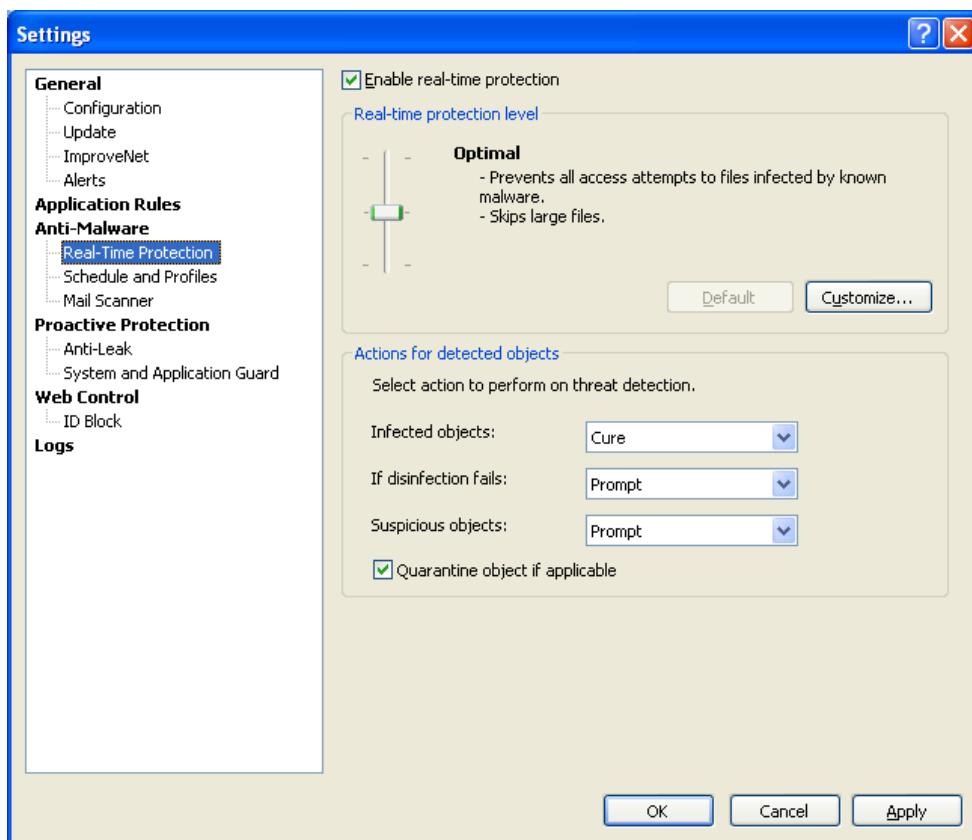 Settings
General
Configuration
Update
ImproveNet
Alerts
Application Rules
Anti-Malware
Real-Time Protection
Schedule and Profiles
Mail Scanner
Proactive Protection
Anti-Leak
System and Application Guard
Web Control
ID Block
Logs
Enable real-time protection
Real-time protection level
Optimal
- Prevents all access attempts to files infected by known
malware.
- Skips large files.
Default
Customize...
Actions for detected objects
Select action to perform on threat detection.
Infected objects:
Cure
If disinfection fails:
Prompt
Suspicious objects:
Prompt
Quarantine object if applicable
OK
Cancel
Apply